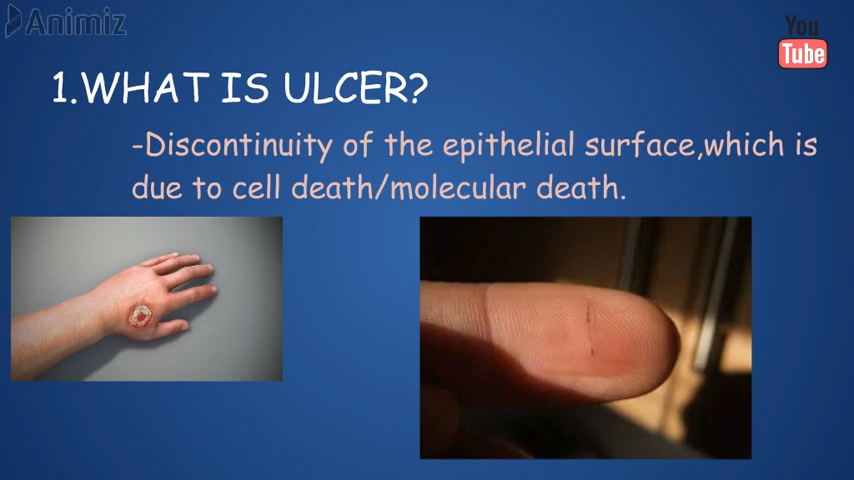 Animiz
You
Tube
1.WHAT IS ULCER?
-Discontinuity of the epithelial surface,which is
due to cell death/molecular death.